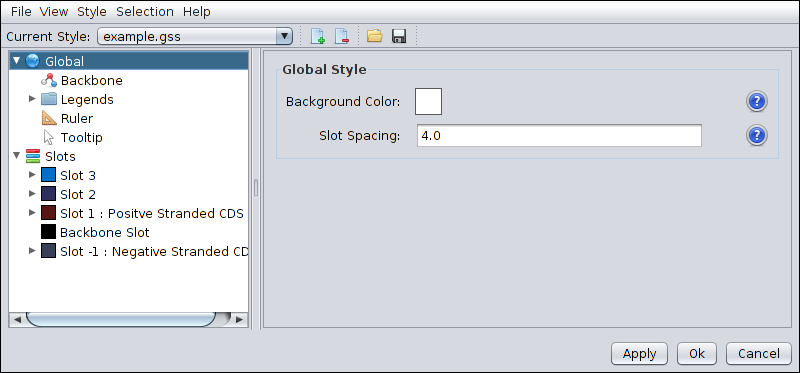 File View Style Selection Help
Current Style: example.gss
Global
Backbone
Legends
Ruler
Tooltip
Slots
Slot 3
Slot 2
Slot 1 : Positve Stranded CDS
Backbone Slot
Slot -1 : Negative Stranded CD
Global Style
Background Color:
?
Slot Spacing: 4.0
?
Apply Ok Cancel